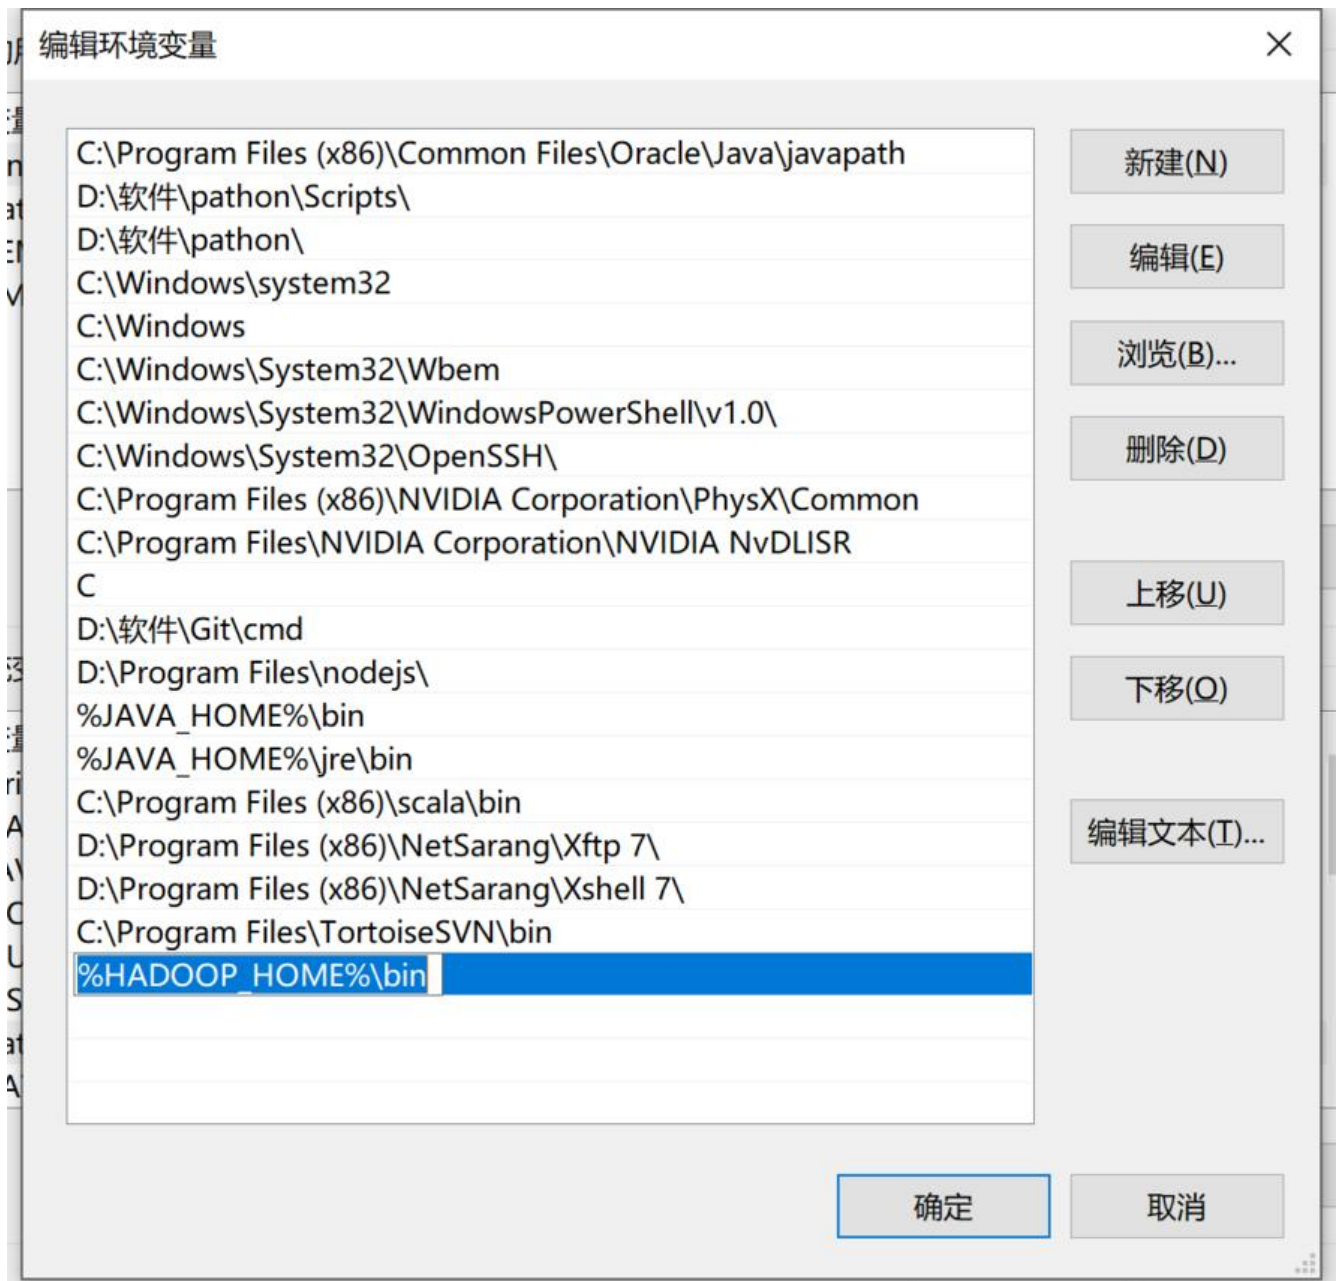 编辑环境变量
C:\Program Files (x86)\Common Files\Oracle\Java\javapath
D:\软件\pathon\Scripts\
D:\软件\pathon\
C:\Windows\system32
C:\Windows
C:\Windows\System32\Wbem
C:\Windows\System32\WindowsPowerShell\v1.0\
C:\Windows\System32\OpenSSH\
C:\Program Files (x86)\NVIDIA Corporation\PhysX\Common
C:\Program Files\NVIDIA Corporation\NVIDIA NvDLISR
C
D:\软件\Git\cmd
D:\Program Files\nodejs\
%JAVA_HOME%\bin
%JAVA_HOME%\jre\bin
C:\Program Files (x86)\scala\bin
D:\Program Files (x86)\NetSarang\Xftp 7\
D:\Program Files (x86)\NetSarang\Xshell 7\
C:\Program Files\TortoiseSVN\bin
%HADOOP_HOME%\bin
新建(N)
编辑(E)
浏览(B)...
删除(D)
上移(U)
下移(O)
编辑文本(T)...
确定
取消